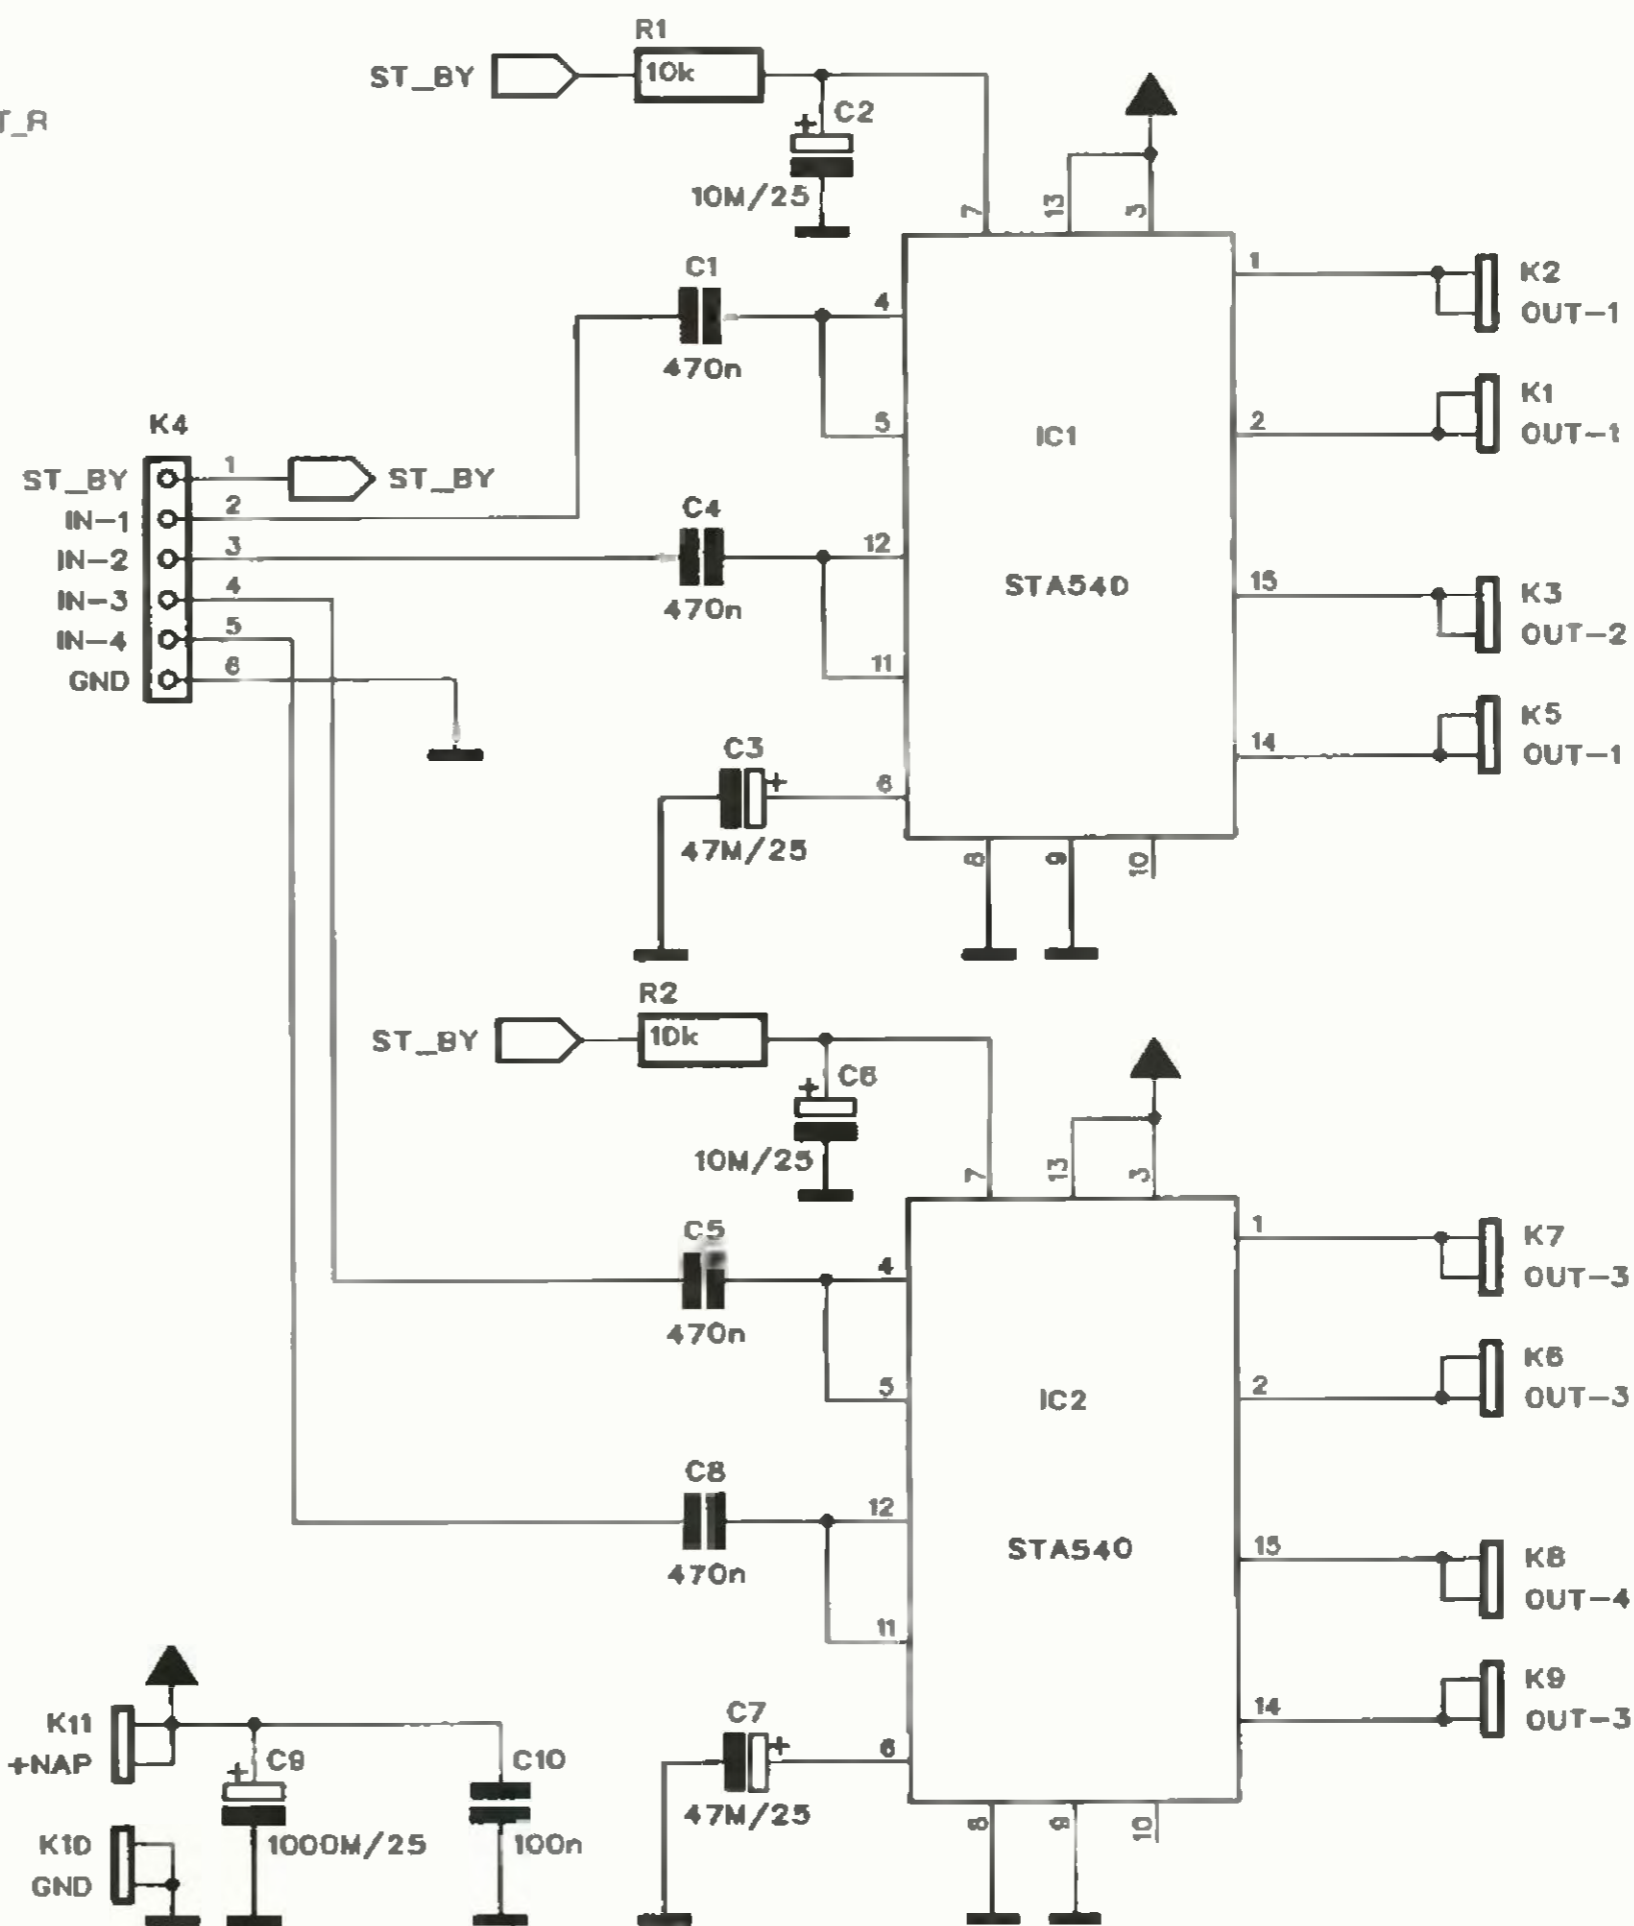 R1
ST_BY
10k
T_R
C2
10M/25
7
13
3
C1
470n
4
5
1
K2
OUT-1
IC1
2
K1
OUT-1
K4
ST_BY
1
ST_BY
IN-1
2
IN-2
3
IN-3
4
IN-4
5
GND
6
C4
470n
12
11
STA540
15
K3
OUT-2
14
K5
OUT-1
C3
47M/25
6
8
9
10
R2
ST_BY
10k
C6
10M/25
7
13
3
C5
470n
4
5
1
K7
OUT-3
IC2
2
K6
OUT-3
C8
470n
12
11
STA540
15
K8
OUT-4
14
K9
OUT-3
C7
47M/25
6
8
9
10
K11
+NAP
C9
1000M/25
C10
100n
K10
GND